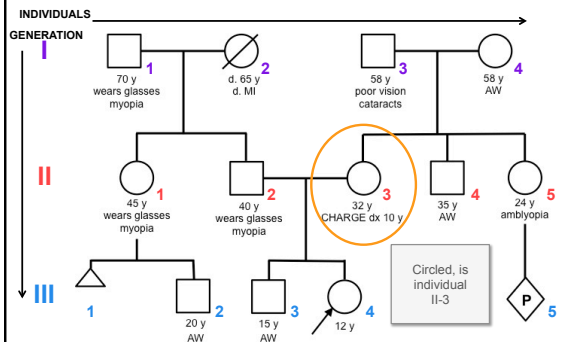 INDIVIDUALS
GENERATION
I
1
2
3
4
70 y
wears glasses
myopia
d. 65 y
d. MI
58 y
poor vision
cataracts
58 y
AW
II
1
2
3
4
5
45 y
wears glasses
myopia
40 y
wears glasses
myopia
32 y
CHARGE dx 10 y
35 y
AW
24 y
amblyopia
Circled, is
individual
II-3
III
1
2
3
4
P
5
20 y
AW
15 y
AW
12 y